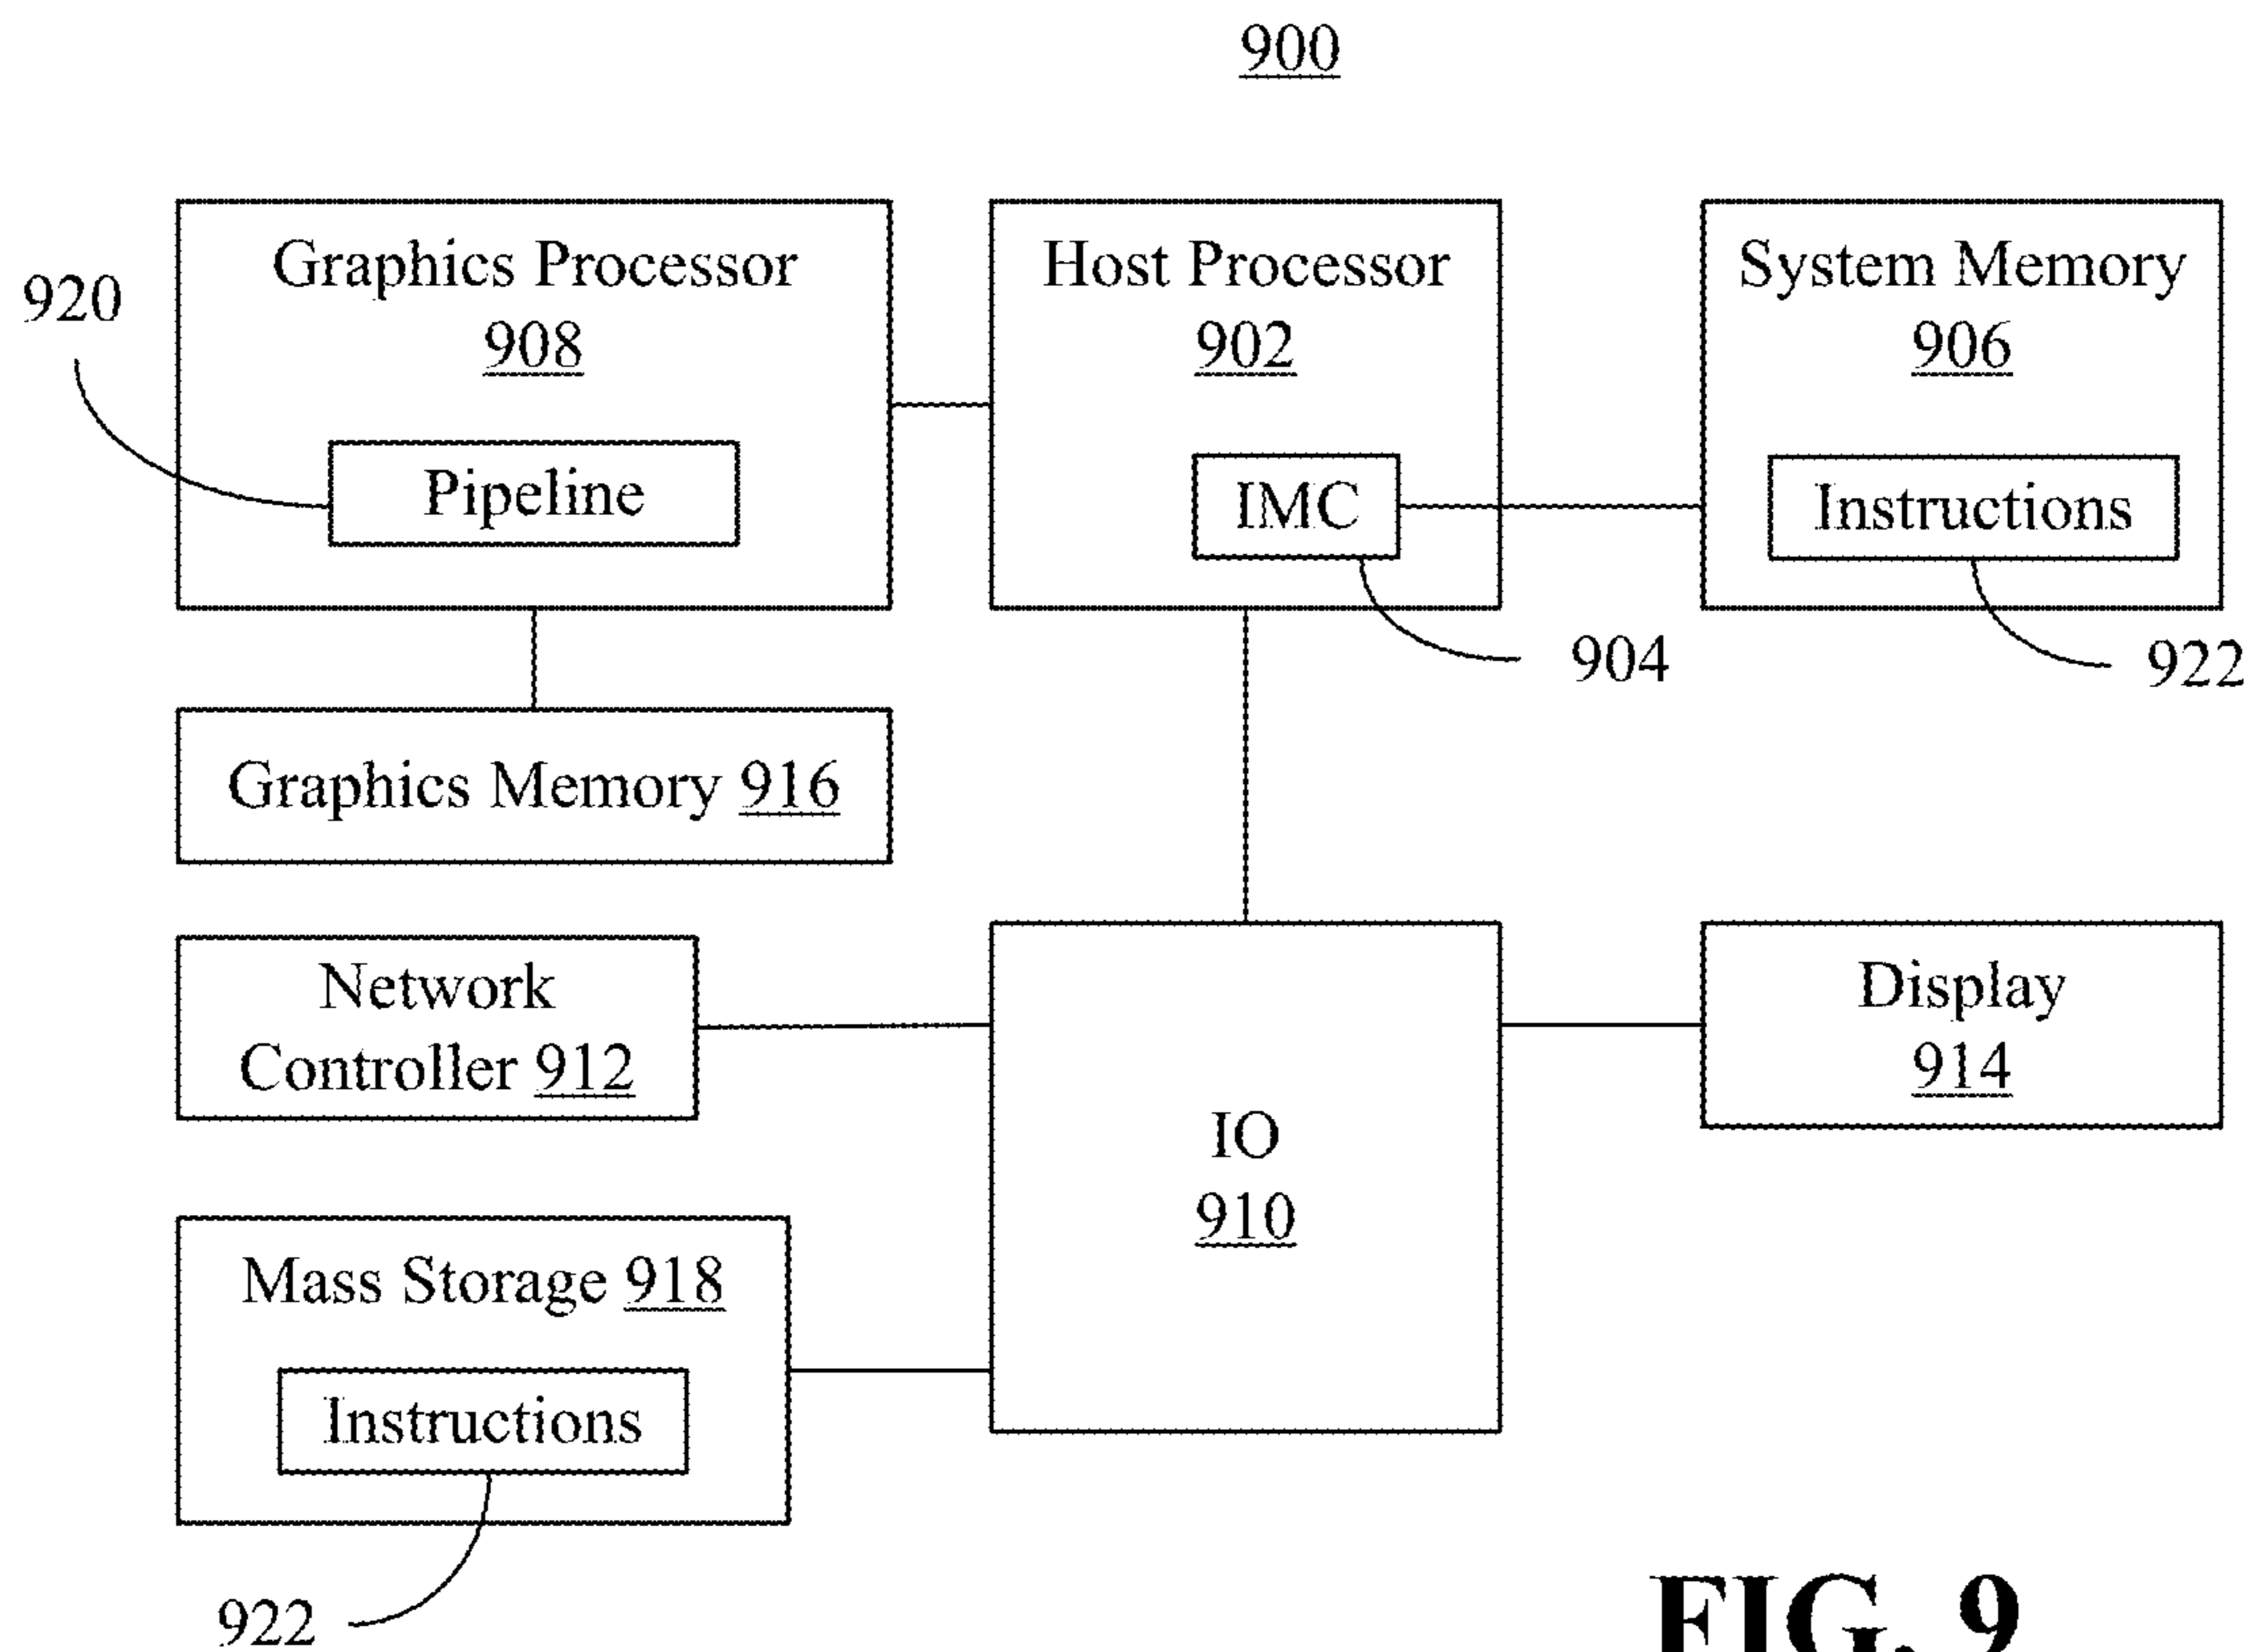 900
Graphics Processor
908
Pipeline
920
Host Processor
902
IMC
904
System Memory
906
Instructions
922
Graphics Memory 916
Network
Controller 912
IO
910
Display
914
Mass Storage 918
Instructions
922
FIG. 9